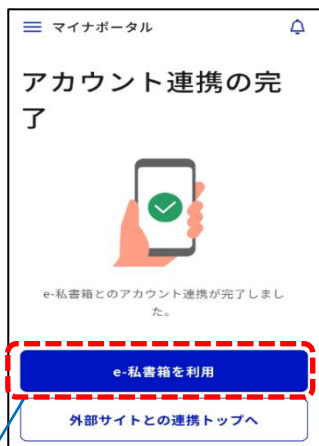 マイナポータル
アカウント連携の完
了
e-私書箱とのアカウント連携が完了しまし
た。
e-私書箱を利用
外部サイトとの連携トップへ